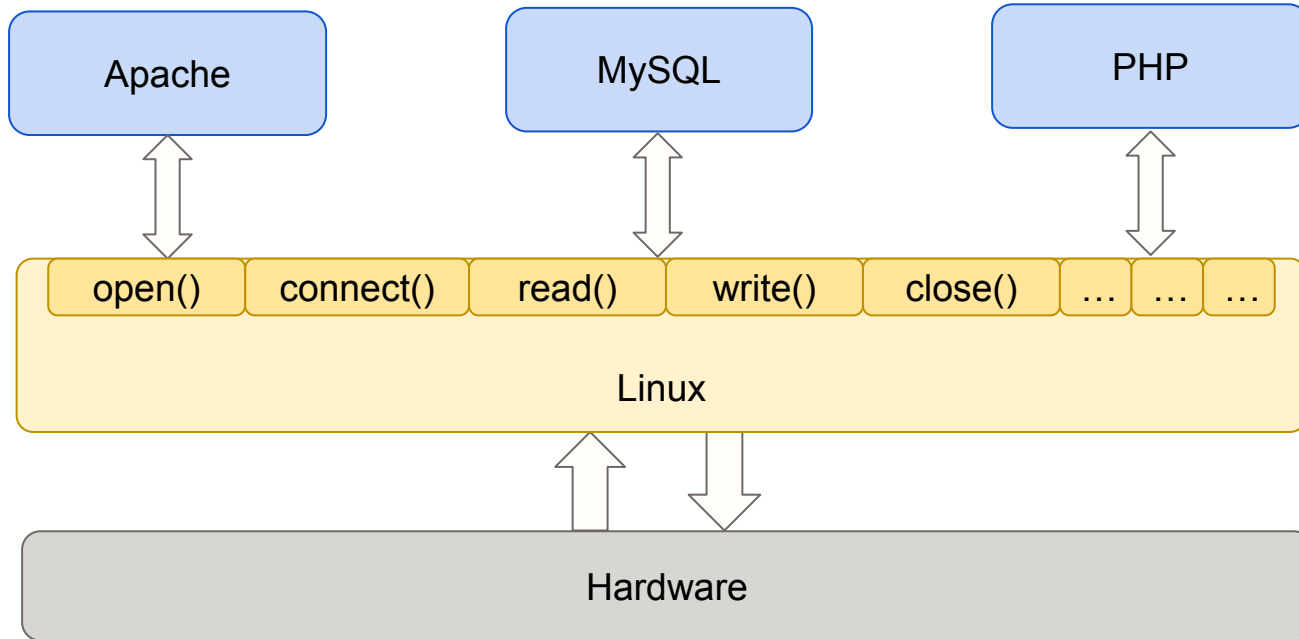 Apache MySQL PHP
open() connect() read() write() close() … … …
Linux
Hardware